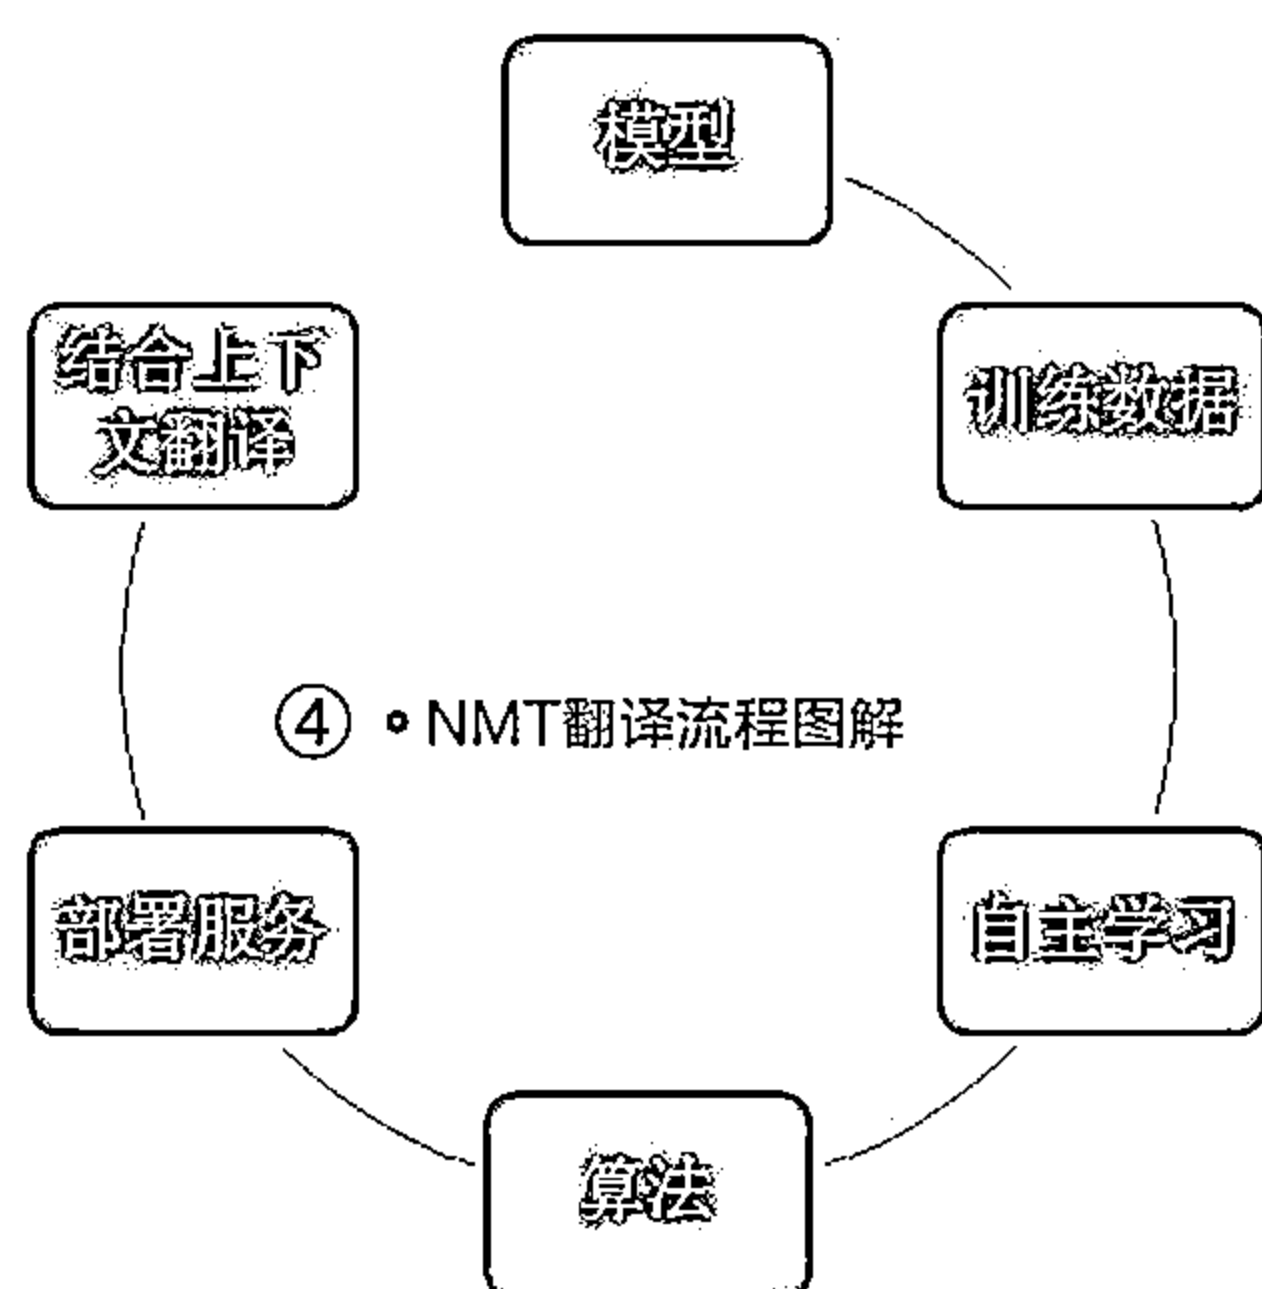 模型
结合上下
文翻译
训练数据
④ • NMT翻译流程图解
部署服务
自主学习
算法